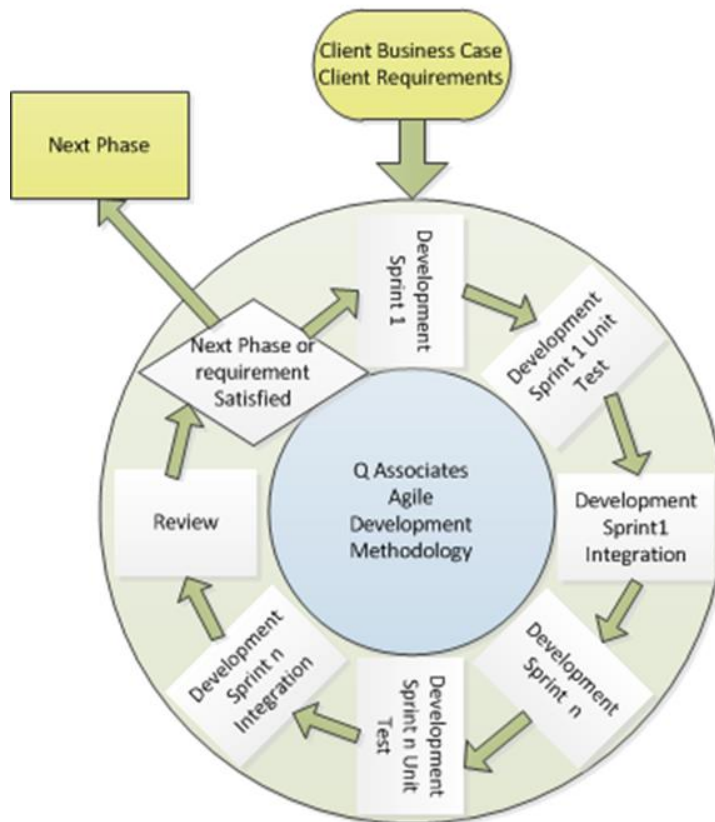 Client Business Case
Client Requirements
Next Phase
Development
Sprint 1
Development
Sprint 1 Unit
Test
Development
Sprint1
Integration
Development
Sprint n
Development
Sprint n Unit
Test
Development
Sprint n
Integration
Review
Next Phase or
requirement
Satisfied
Q Associates
Agile
Development
Methodology